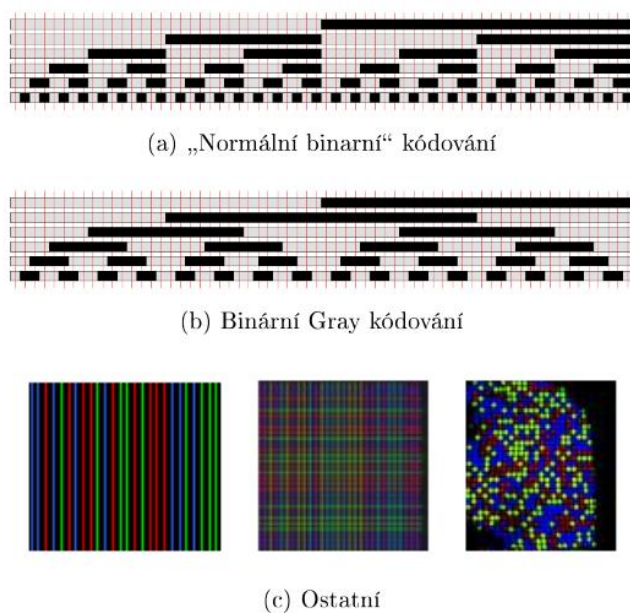 (a) „Normální binarní“ kódování
(b) Binární Gray kódování
(c) Ostatní